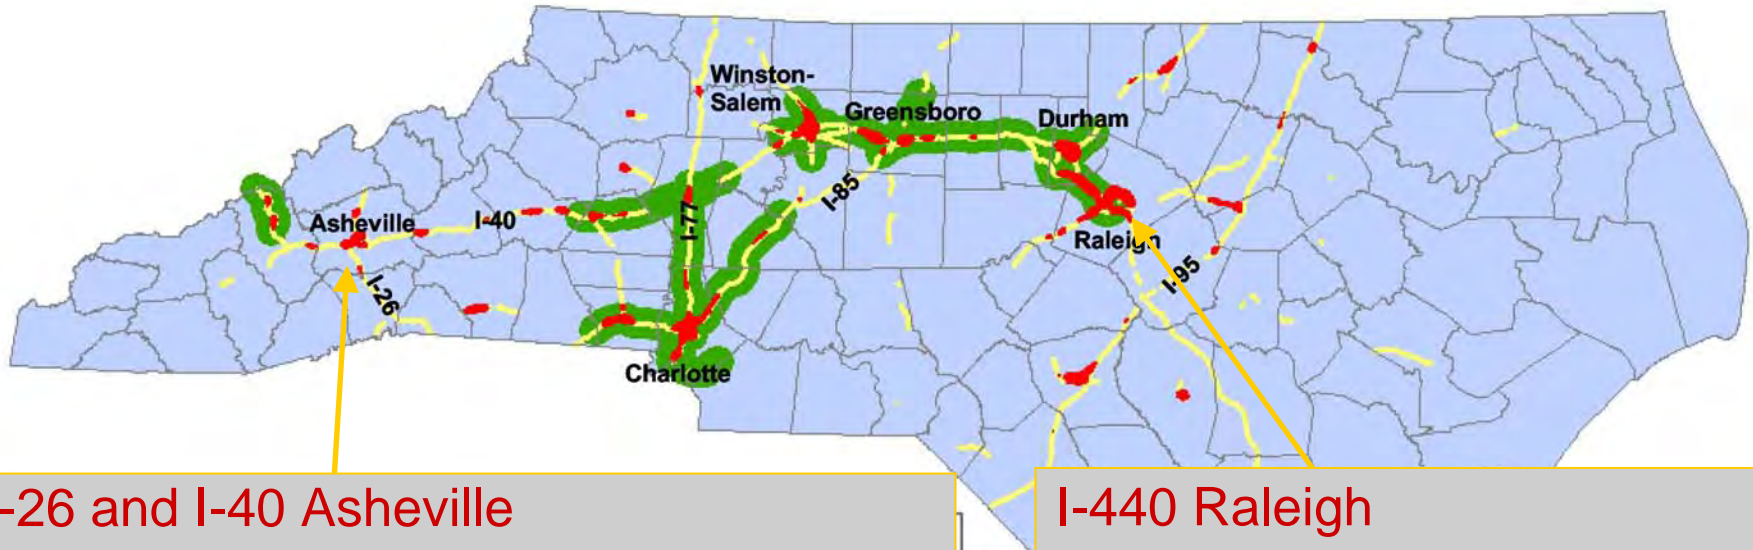 Winston-
Salem
Greensboro
Durham
Asheville
I-40
I-77
I-85
Raleigh
I-26
I-95
Charlotte
-26 and I-40 Asheville
I-440 Raleigh